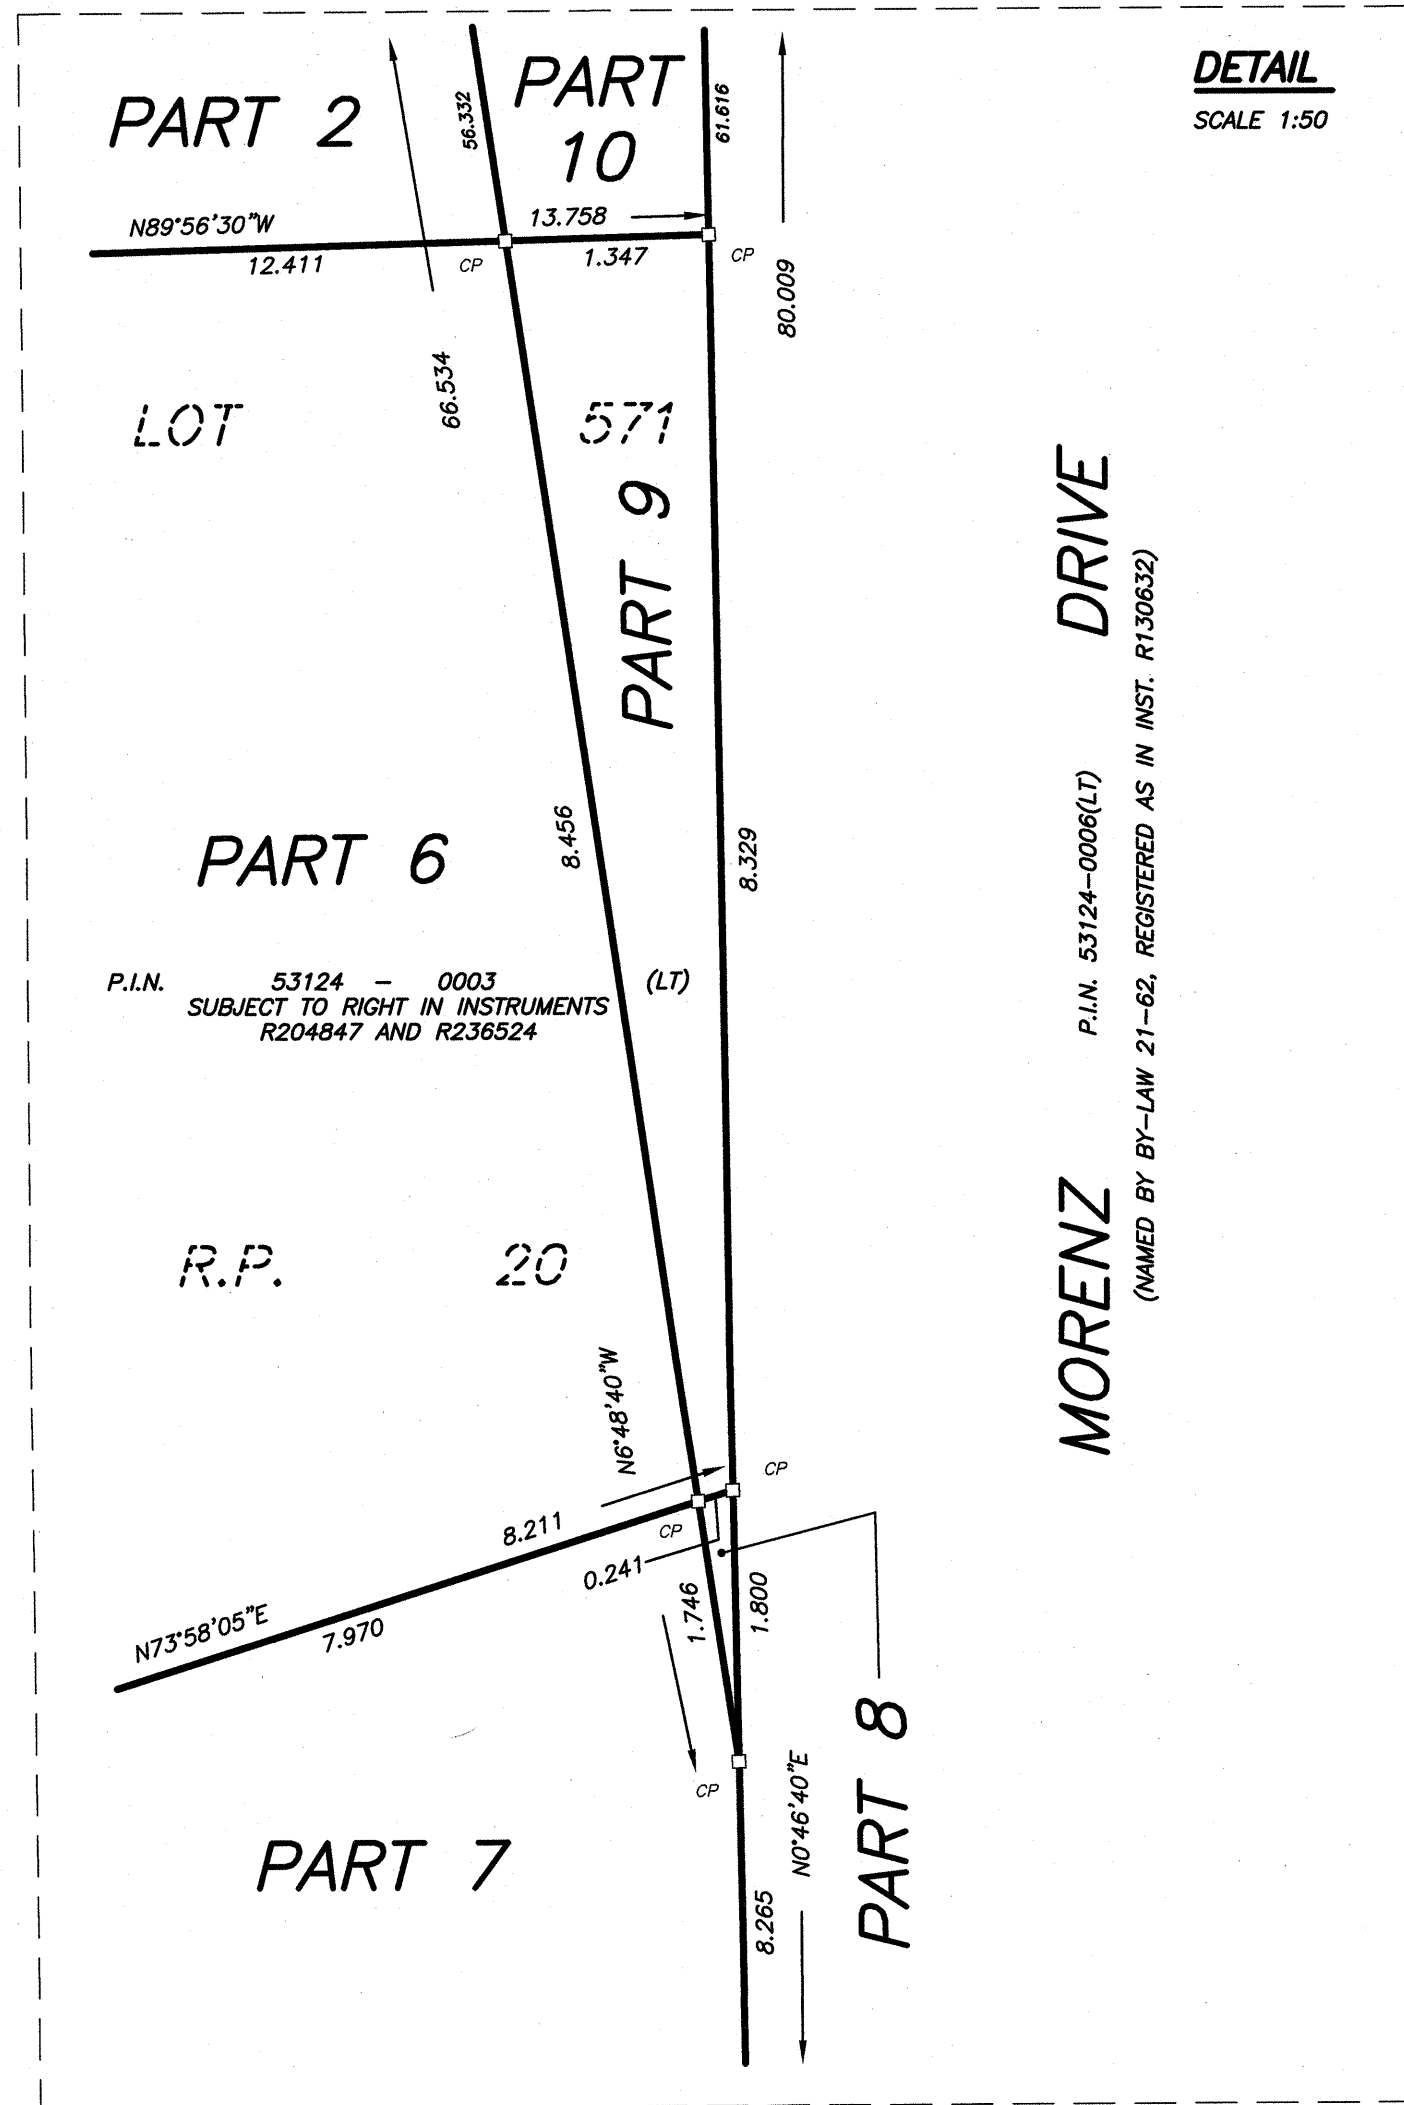 DETAIL
SCALE 1:50
PART 2
PART
10
56.332
61.616
N89°56'30"W
13.758
12.411
CP
1.347
CP
80.009
66.534
LOT
571
PART 9
DRIVE
8.456
8.329
PART 6
P.I.N. 53124 - 0003 (LT)
SUBJECT TO RIGHT IN INSTRUMENTS
R204847 AND R236524
P.I.N. 53124-0006(LT)
(NAMED BY BY-LAW 21-62, REGISTERED AS IN INST. R130632)
MORENZ
R.P. 20
N6°48'40"W
CP
8.211
CP
0.241
1.746
1.800
N73°58'05"E
7.970
CP
N0°46'40"E
PART 8
PART 7
8.265